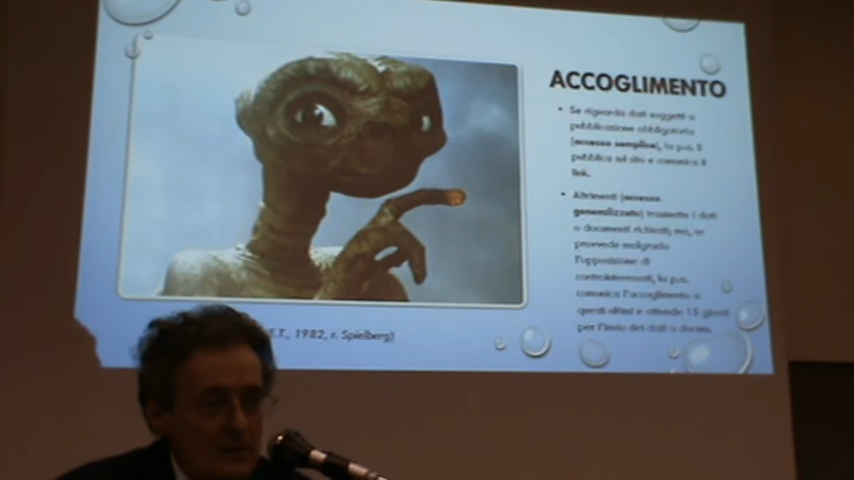 ACCOGLIMENTO
• Se riguarda dati soggetti a
pubblicazione obbligatoria
(accesso semplice), la p.a. li
pubblica sul sito e comunica il
link.
• Altrimenti (accesso
generalizzato) trasmette i dati
o documenti richiesti; ma, se
provvede malgrado
l'opposizione di
controinteressati, la p.a.
comunica l'accoglimento a
questi ultimi e attende 15 giorni
per l'invio dei dati o docum.
E.T., 1982, r. Spielberg)